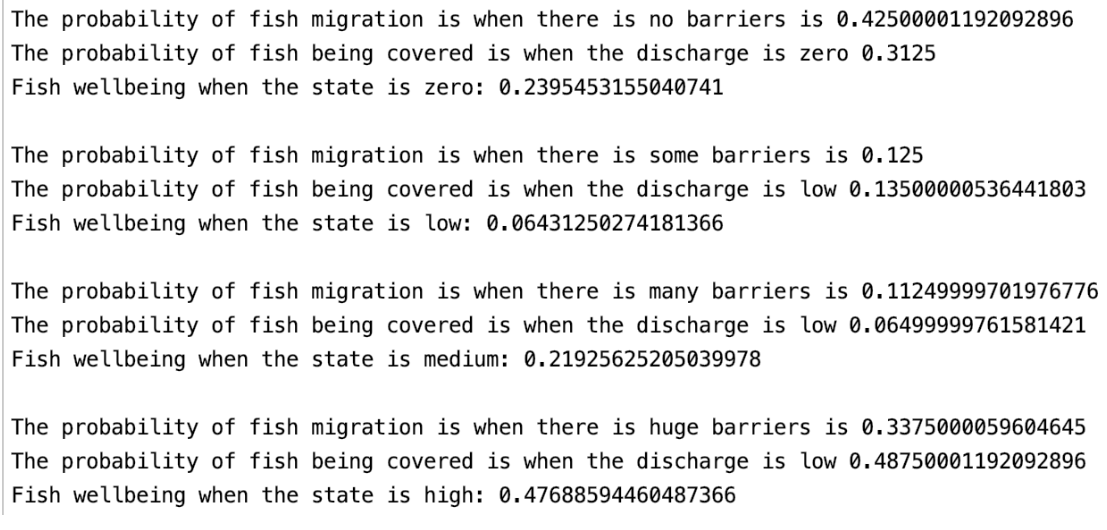 The probability of fish migration is when there is no barriers is 0.42500001192092896
The probability of fish being covered is when the discharge is zero 0.3125
Fish wellbeing when the state is zero: 0.2395453155040741
The probability of fish migration is when there is some barriers is 0.125
The probability of fish being covered is when the discharge is low 0.13500000536441803
Fish wellbeing when the state is low: 0.06431250274181366
The probability of fish migration is when there is many barriers is 0.11249999701976776
The probability of fish being covered is when the discharge is low 0.06499999761581421
Fish wellbeing when the state is medium: 0.21925625205039978
The probability of fish migration is when there is huge barriers is 0.3375000059604645
The probability of fish being covered is when the discharge is low 0.48750001192092896
Fish wellbeing when the state is high: 0.47688594460487366